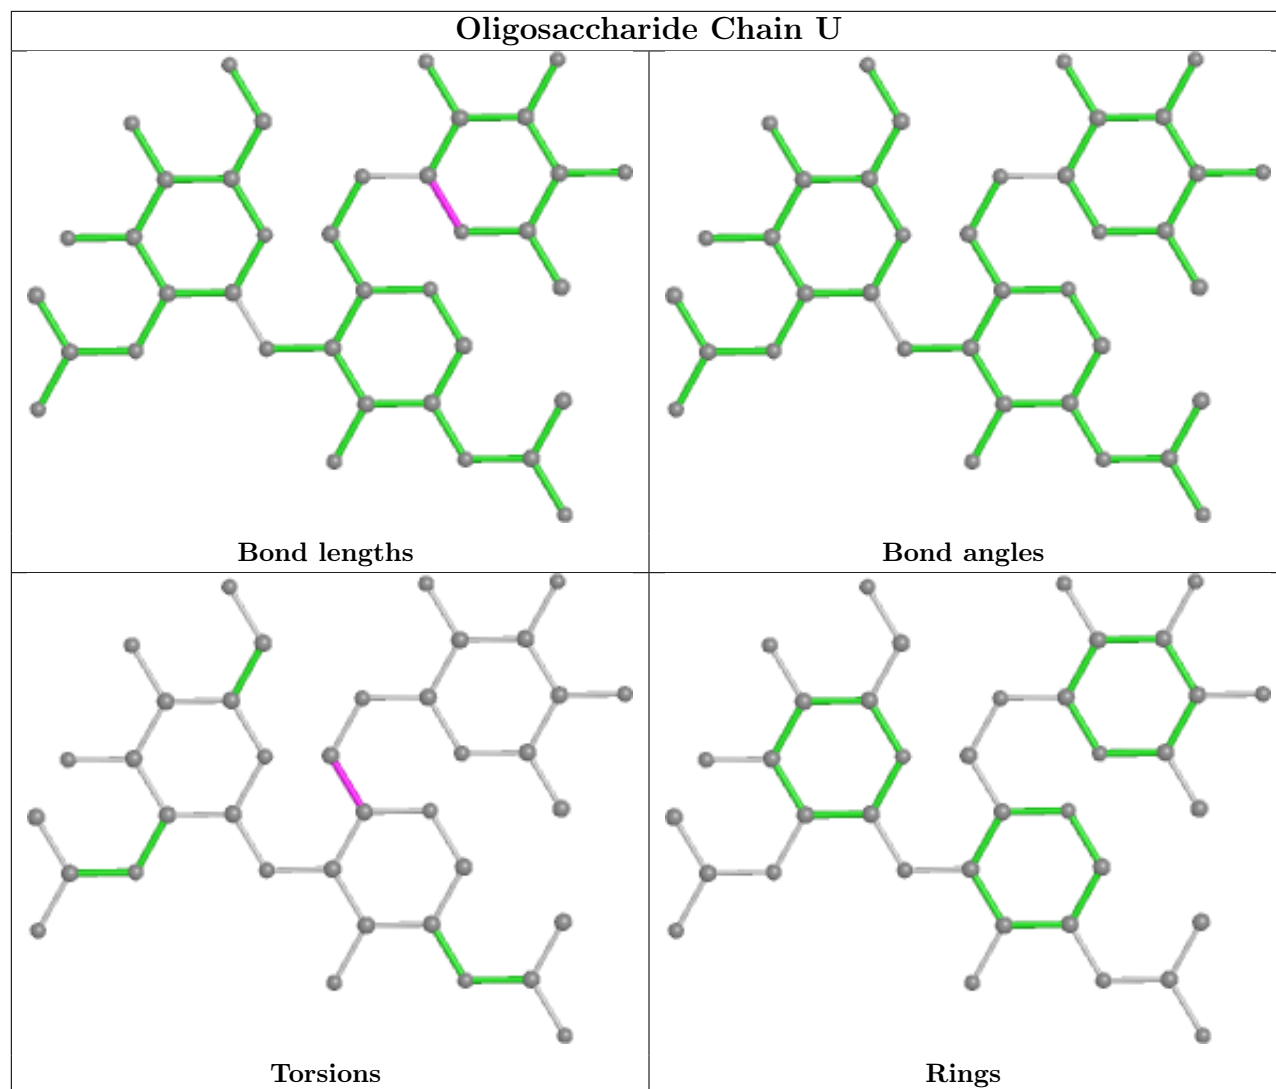 Oligosaccharide Chain U
Bond lengths
Bond angles
Torsions
Rings